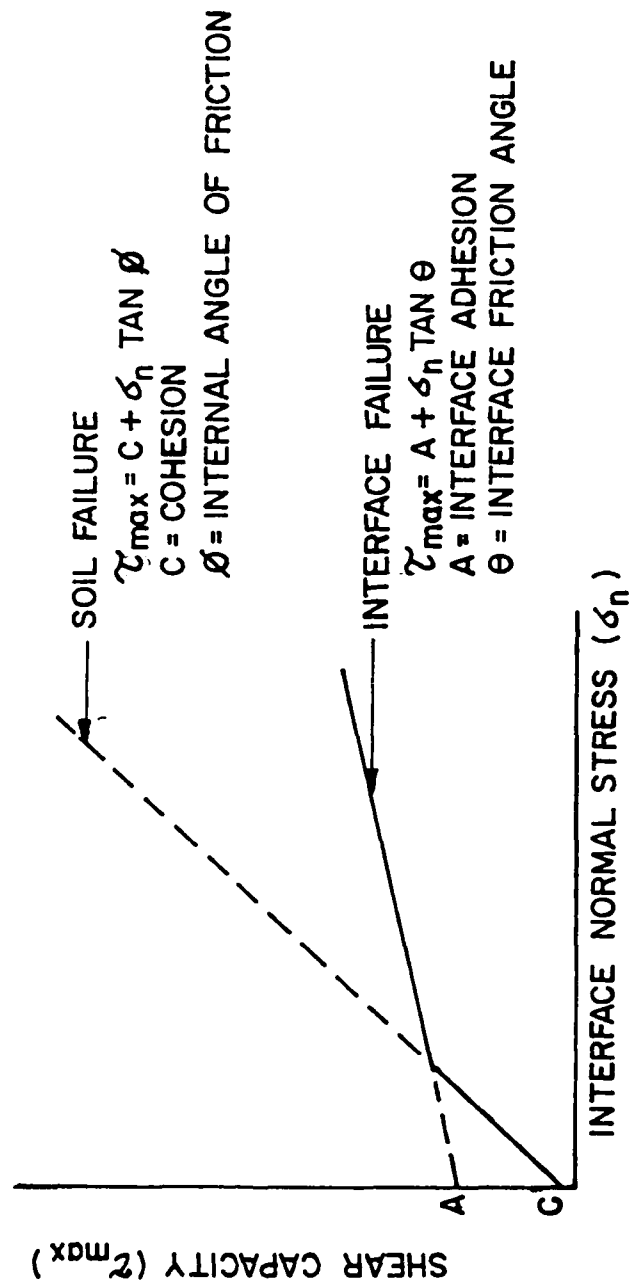 SHEAR CAPACITY (τmax)
A
C
SOIL FAILURE
τmax = C + σn TAN Ø
C = COHESION
Ø = INTERNAL ANGLE OF FRICTION
INTERFACE FAILURE
τmax = A + σn TAN θ
A = INTERFACE ADHESION
θ = INTERFACE FRICTION ANGLE
INTERFACE NORMAL STRESS (σn)